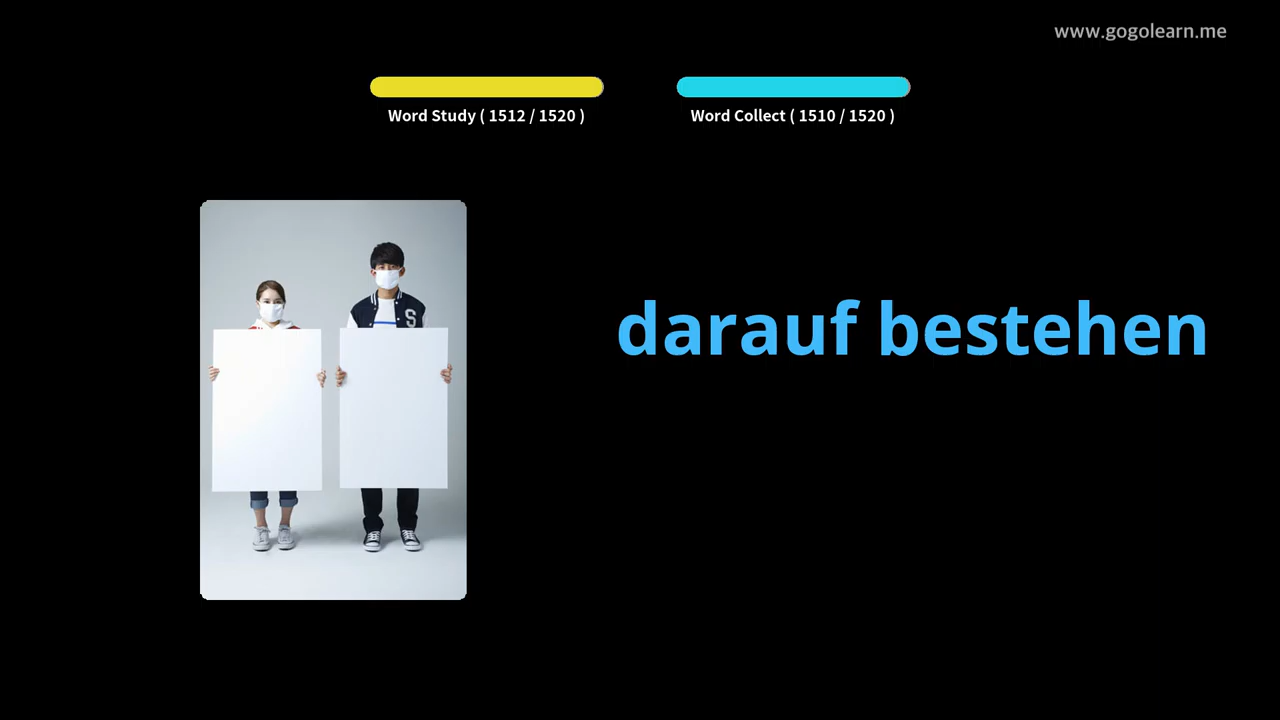 www.gogolearn.me
Word Study ( 1512 / 1520 )
Word Collect ( 1510 / 1520 )
S
darauf bestehen